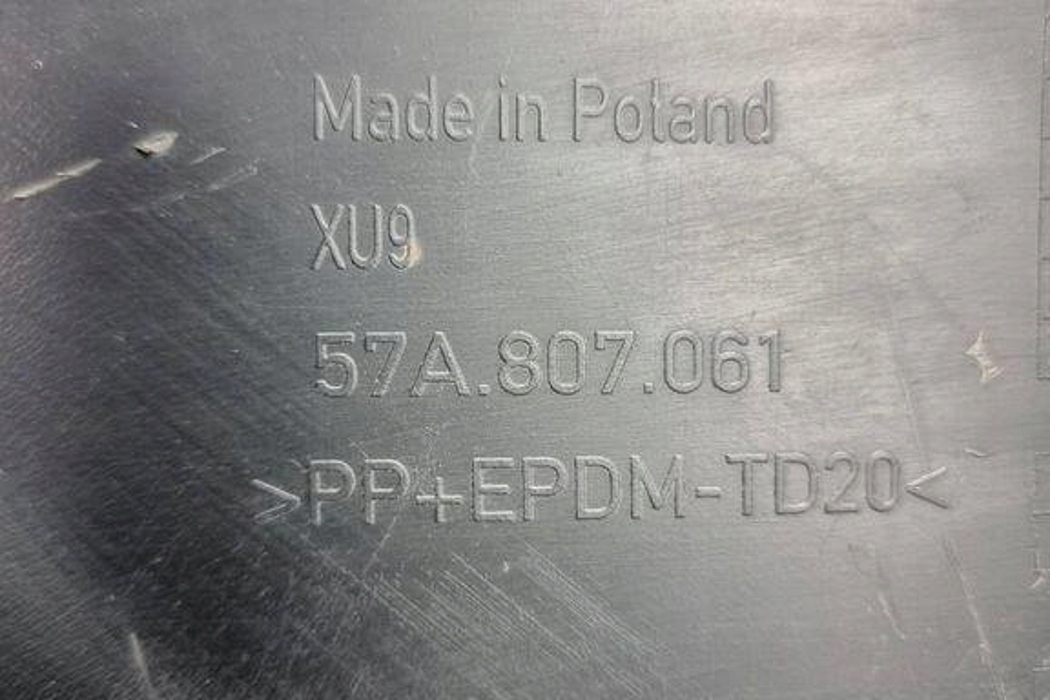 Made in Poland
XU9
57A.807.061
>PP+EPDM-TD20<